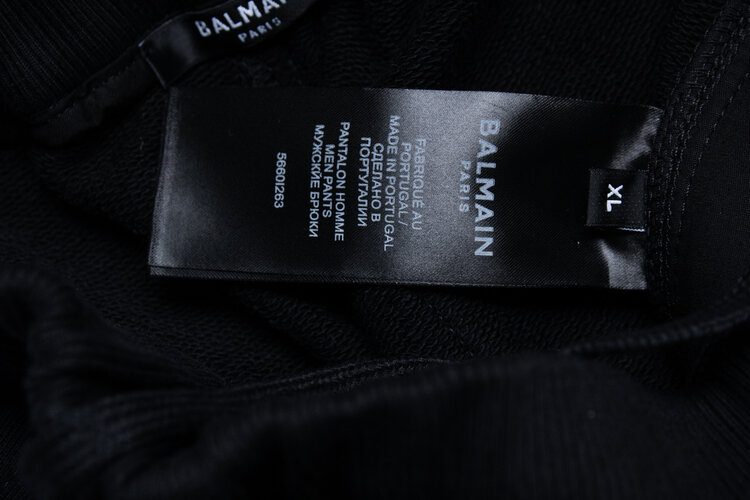 BALMAIN
PARIS
XL
BALMAIN
PARIS
FABRIQUÉ AU
PORTUGAL /
MADE IN PORTUGAL
СДЕЛАНО В
ПОРТУГАЛИИ
PANTALON HOMME
MEN PANTS
МУЖСКИЕ БРЮКИ
56601263